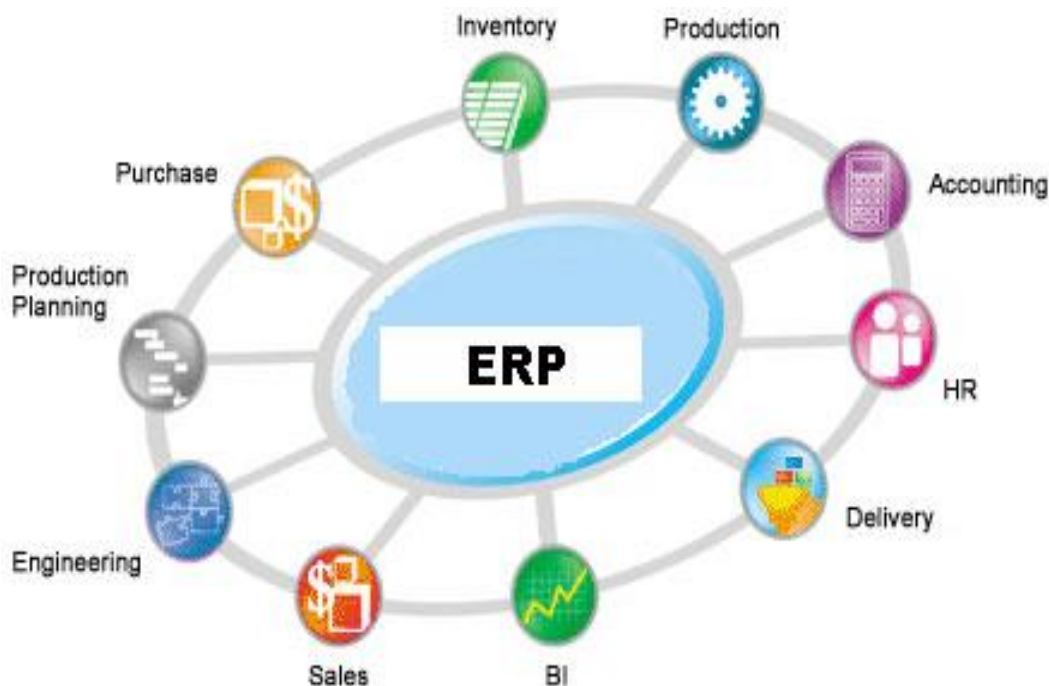 Inventory
Production
Purchase
Accounting
Production
Planning
ERP
HR
Delivery
Engineering
Sales
BI
$
$